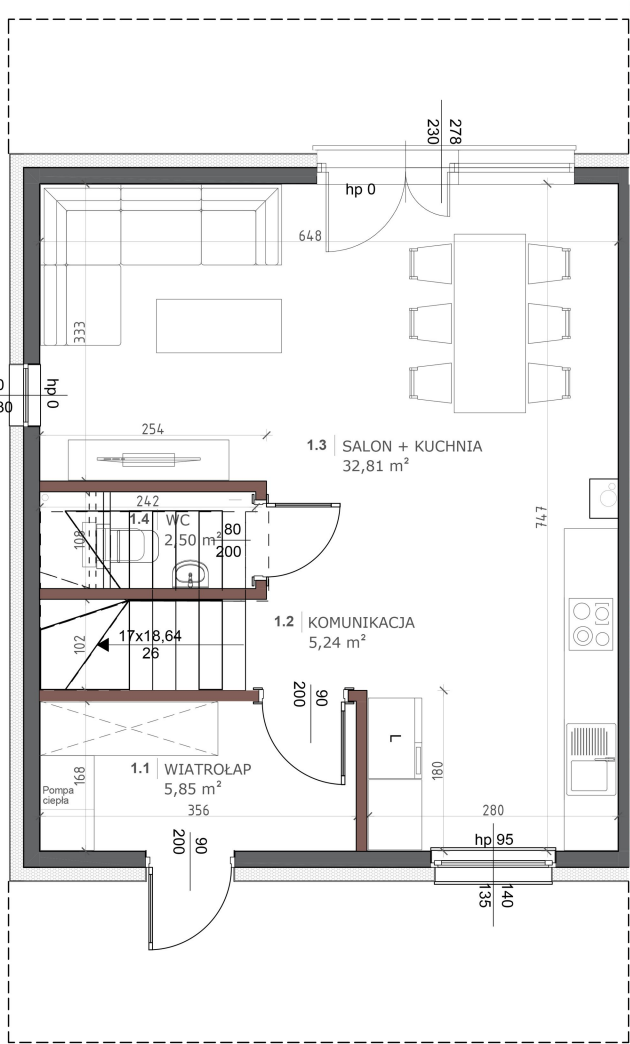 278
230
hp 0
648
333
hp 0
0
80
254
1.3 SALON + KUCHNIA
32,81 m²
747
242
1.4 WC
2,50 m²
80
200
108
1.2 KOMUNIKACJA
5,24 m²
17x18,64
26
102
90
200
L
180
1.1 WIATROŁAP
5,85 m²
168
Pompa
ciepła
356
280
90
200
hp 95
140
135